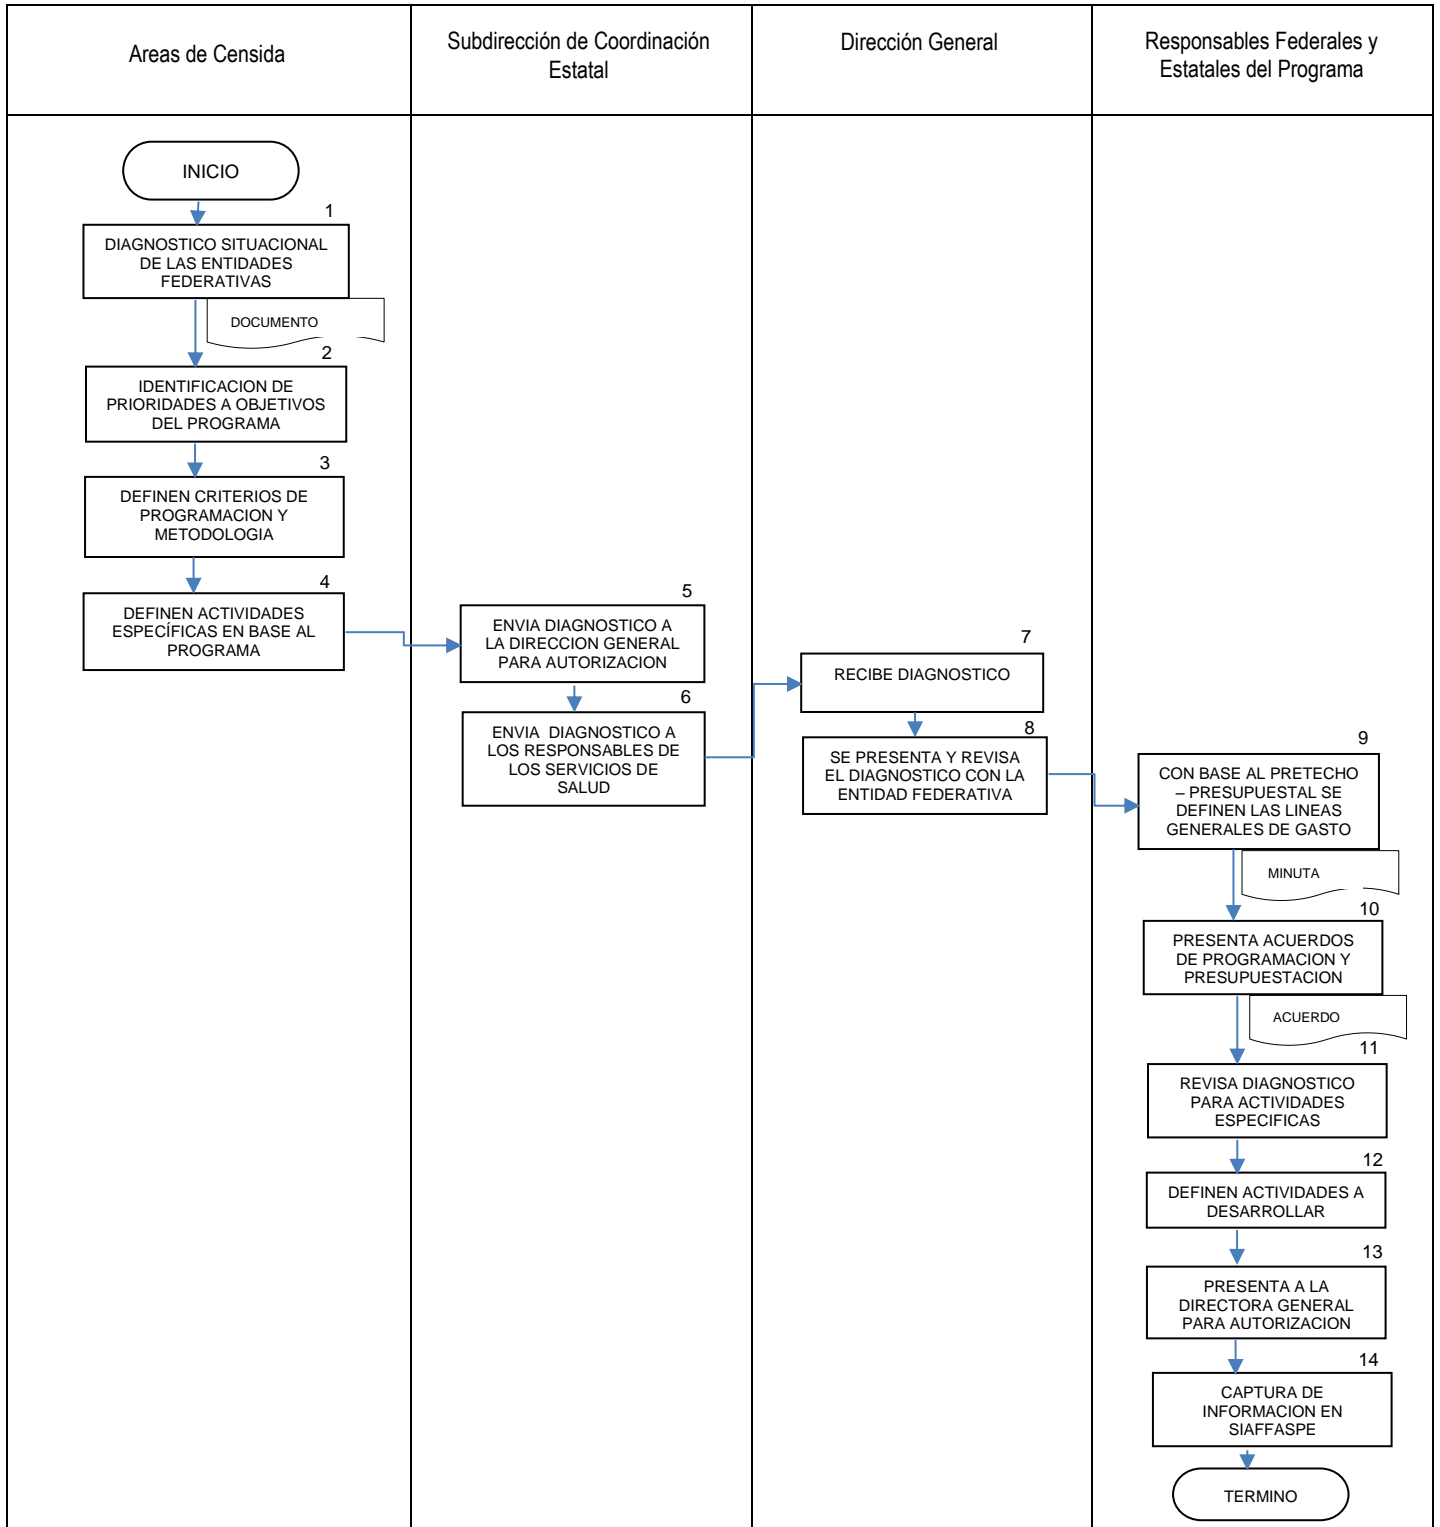 Areas de Censida
Subdirección de Coordinación
Estatal
Dirección General
Responsables Federales y
Estatales del Programa
INICIO
1
DIAGNOSTICO SITUACIONAL
DE LAS ENTIDADES
FEDERATIVAS
DOCUMENTO
2
IDENTIFICACION DE
PRIORIDADES A OBJETIVOS
DEL PROGRAMA
3
DEFINEN CRITERIOS DE
PROGRAMACION Y
METODOLOGIA
4
DEFINEN ACTIVIDADES
ESPECÍFICAS EN BASE AL
PROGRAMA
5
ENVIA DIAGNOSTICO A
LA DIRECCION GENERAL
PARA AUTORIZACION
6
ENVIA DIAGNOSTICO A
LOS RESPONSABLES DE
LOS SERVICIOS DE
SALUD
7
RECIBE DIAGNOSTICO
8
SE PRESENTA Y REVISA
EL DIAGNOSTICO CON LA
ENTIDAD FEDERATIVA
9
CON BASE AL PRETECHO
– PRESUPUESTAL SE
DEFINEN LAS LINEAS
GENERALES DE GASTO
MINUTA
10
PRESENTA ACUERDOS
DE PROGRAMACION Y
PRESUPUESTACION
ACUERDO
11
REVISA DIAGNOSTICO
PARA ACTIVIDADES
ESPECIFICAS
12
DEFINEN ACTIVIDADES A
DESARROLLAR
13
PRESENTA A LA
DIRECTORA GENERAL
PARA AUTORIZACION
14
CAPTURA DE
INFORMACION EN
SIAFFASPE
TERMINO